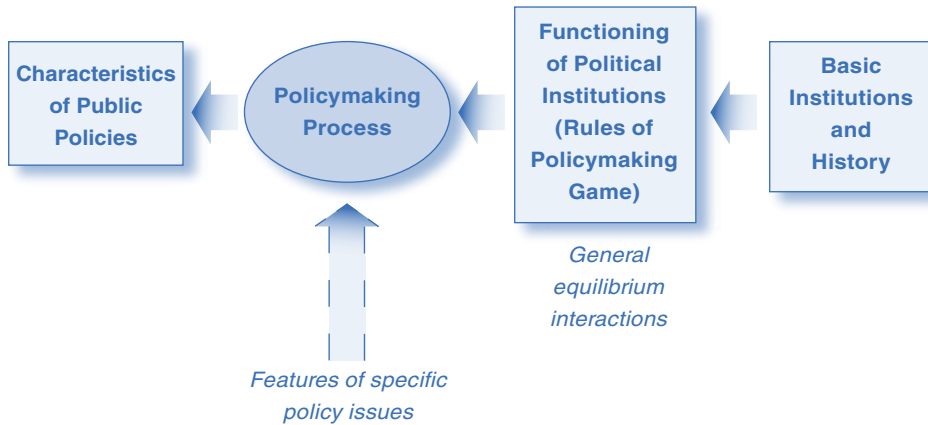 Characteristics
of Public
Policies
Policymaking
Process
Functioning
of Political
Institutions
(Rules of
Policymaking
Game)
Basic
Institutions
and
History
General
equilibrium
interactions
Features of specific
policy issues